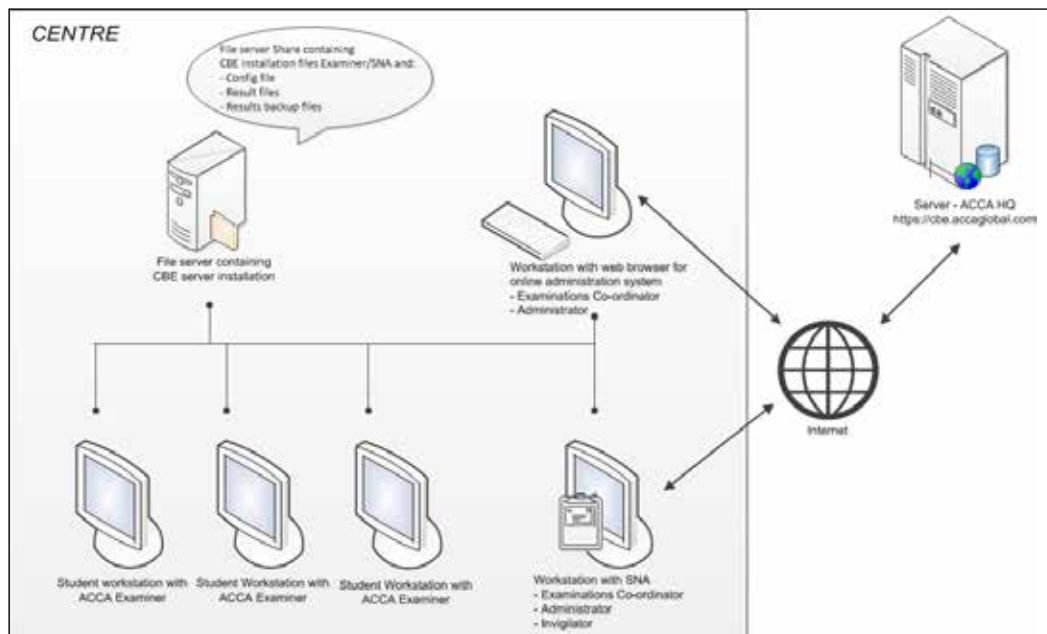 CENTRE
File server Share containing
CBE installation files Examiner/SNA and:
- Config file
- Result files
- Results backup files
File server containing
CBE server installation
Workstation with web browser for
online administration system
- Examinations Co-ordinator
- Administrator
Server - ACCA HQ
https://cbe.accaglobal.com
Internet
Student workstation with
ACCA Examiner
Student Workstation with
ACCA Examiner
Student Workstation with
ACCA Examiner
Workstation with SNA
- Examinations Co-ordinator
- Administrator
- Invigilator